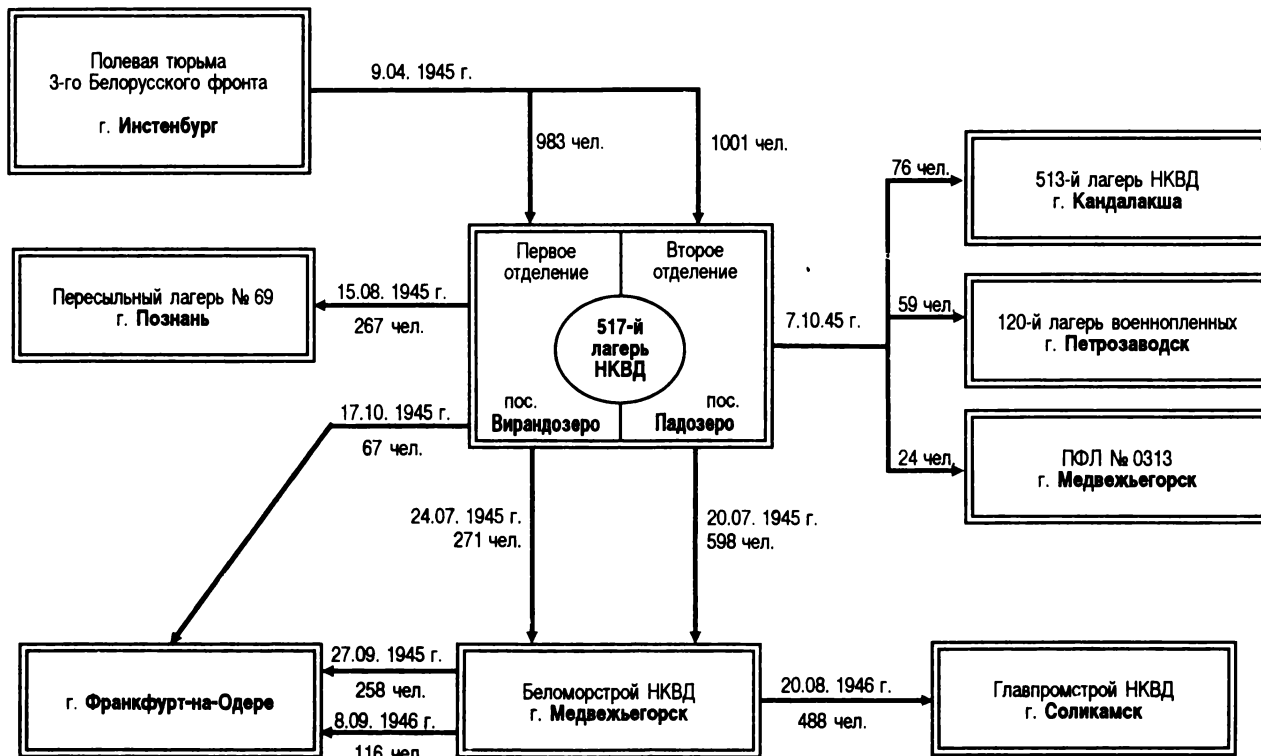 Полевая тюрьма
3-го Белорусского фронта
г. Инстенбург
9.04. 1945 г.
983 чел.
1001 чел.
76 чел.
513-й лагерь НКВД
г. Кандалакша
Первое
отделение
Второе
отделение
Пересыльный лагерь № 69
г. Познань
15.08. 1945 г.
267 чел.
517-й
лагерь
НКВД
7.10.45 г.
59 чел.
120-й лагерь военнопленных
г. Петрозаводск
пос.
Вирандозеро
пос.
Падозеро
17.10. 1945 г.
67 чел.
24 чел.
ПФЛ № 0313
г. Медвежьегорск
24.07. 1945 г.
271 чел.
20.07. 1945 г.
598 чел.
г. Франкфурт-на-Одере
27.09. 1945 г.
258 чел.
8.09. 1946 г.
116 чел.
Беломорстрой НКВД
г. Медвежьегорск
20.08. 1946 г.
488 чел.
Главпромстрой НКВД
г. Соликамск